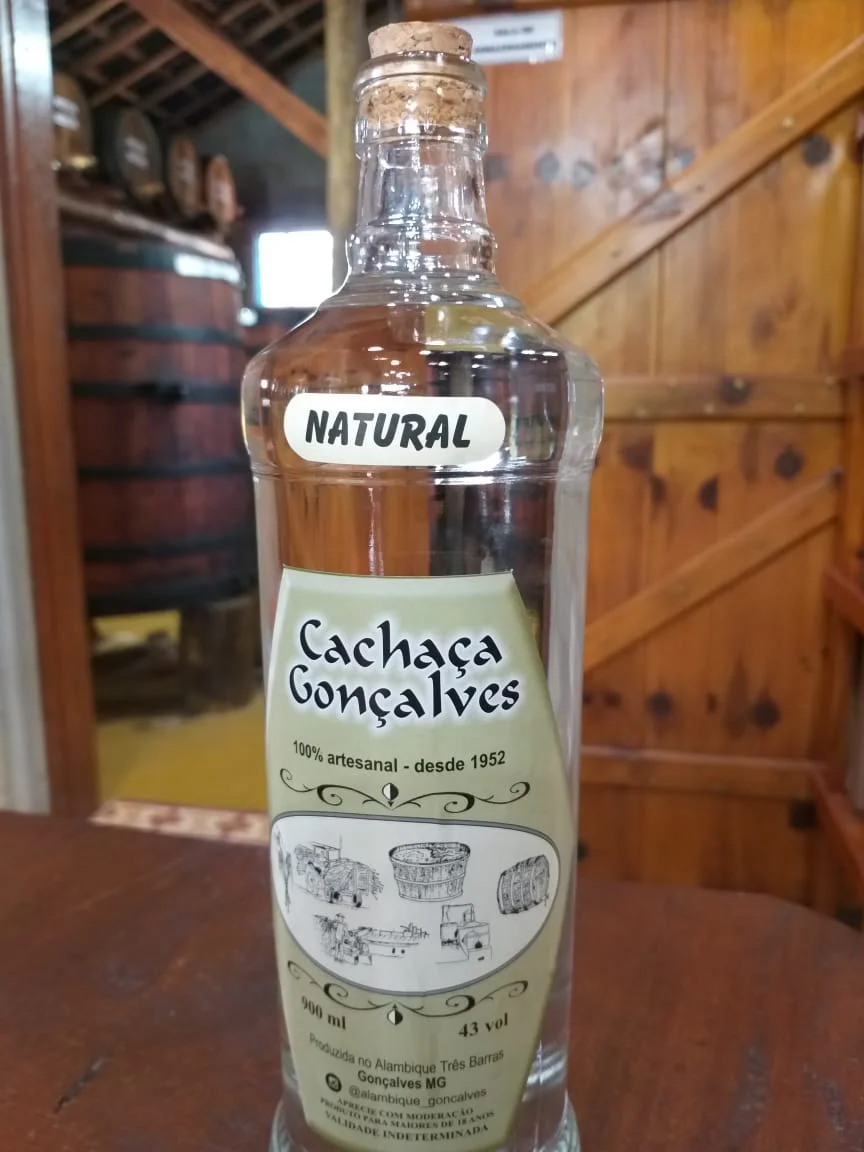 NATURAL
Cachaça
Gonçalves
100% artesanal - desde 1952
900 ml
43 vol
Produzida no Alambique Três Barras
Gonçalves MG
@alambique_goncalves
APRECIE COM MODERAÇÃO
PRODUTO PARA MAIORES DE 18 ANOS
VALIDADE INDETERMINADA